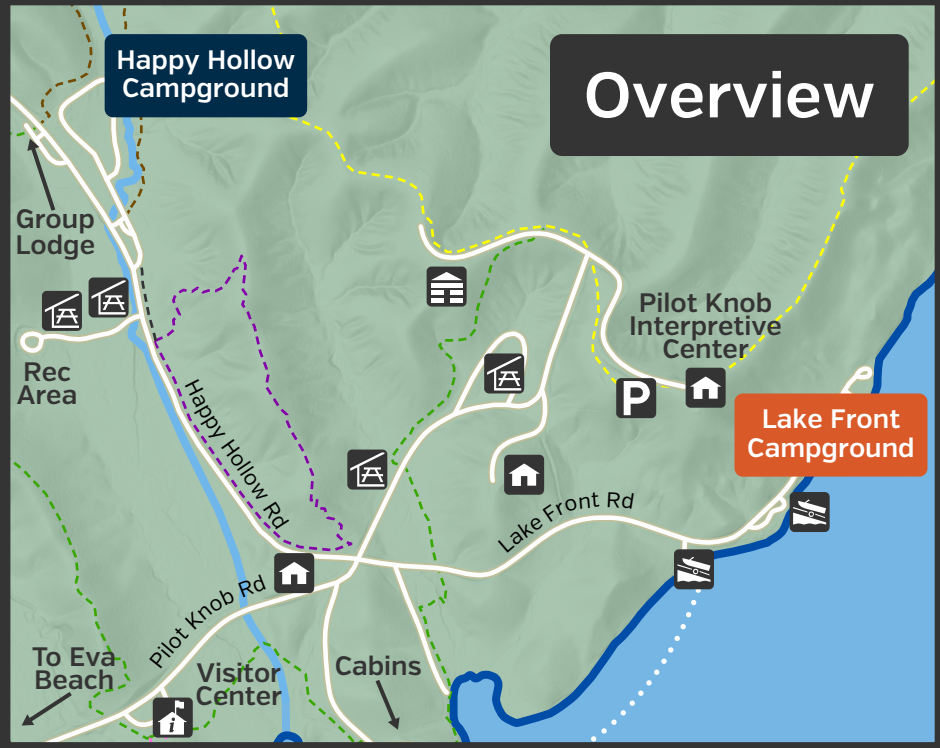 Happy Hollow
Campground
Overview
Group
Lodge
Pilot Knob
Interpretive
Center
Rec
Area
P
Lake Front
Campground
Happy Hollow Rd
Lake Front Rd
Pilot Knob Rd
To Eva
Beach
Visitor
Center
Cabins
i